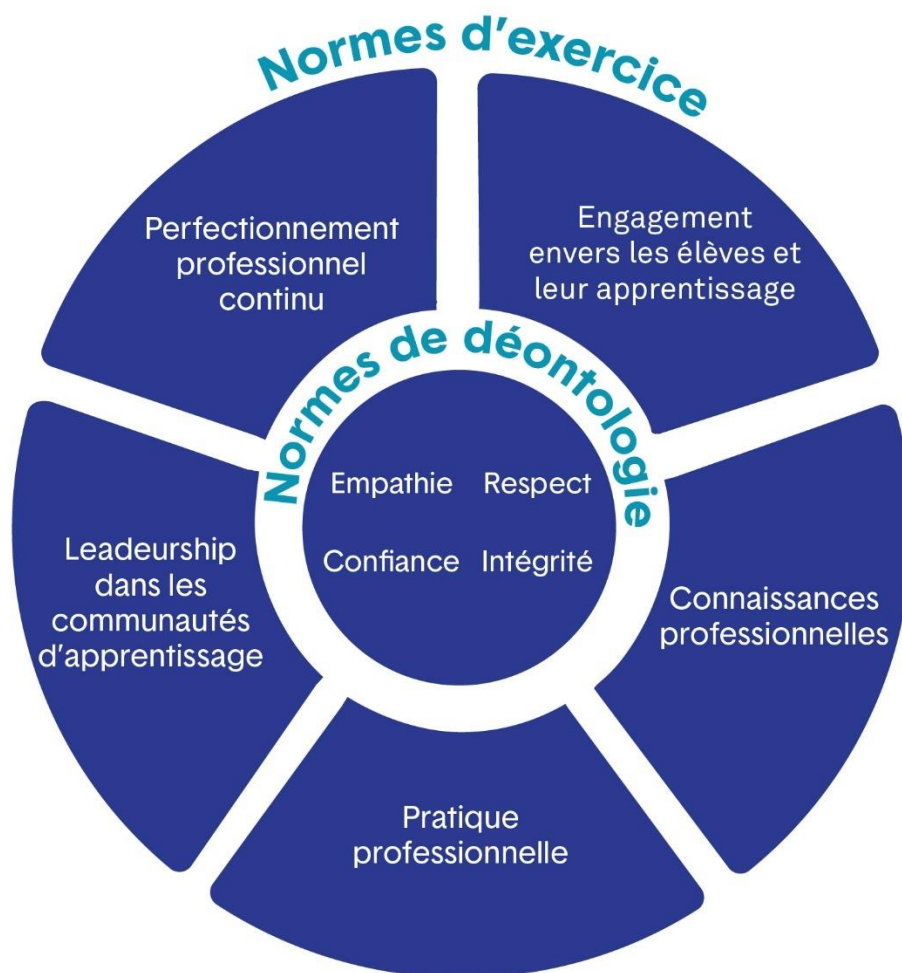 Normes d'exercice
Perfectionnement
professionnel
continu
Engagement
envers les élèves et
leur apprentissage
Normes de déontologie
Empathie Respect
Confiance Intégrité
Leadeurship
dans les
communautés
d'apprentissage
Connaissances
professionnelles
Pratique
professionnelle